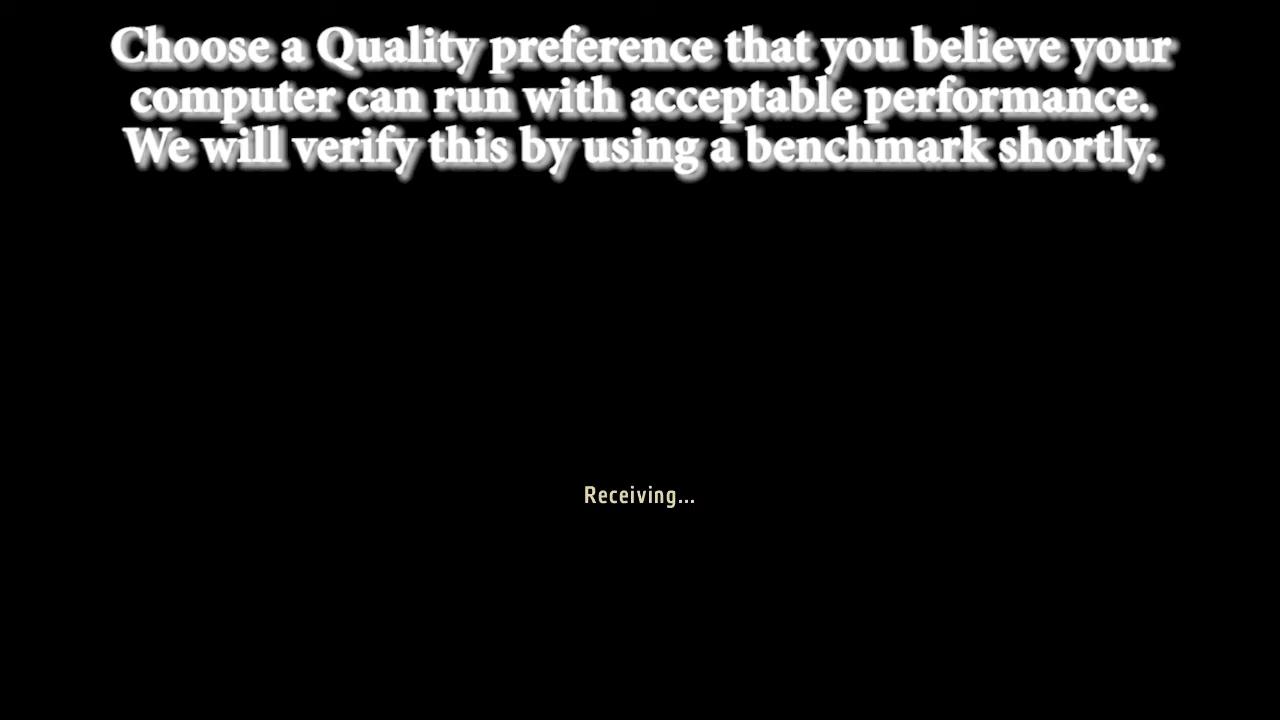 Choose a Quality preference that you believe your
computer can run with acceptable performance.
We will verify this by using a benchmark shortly.
Receiving...